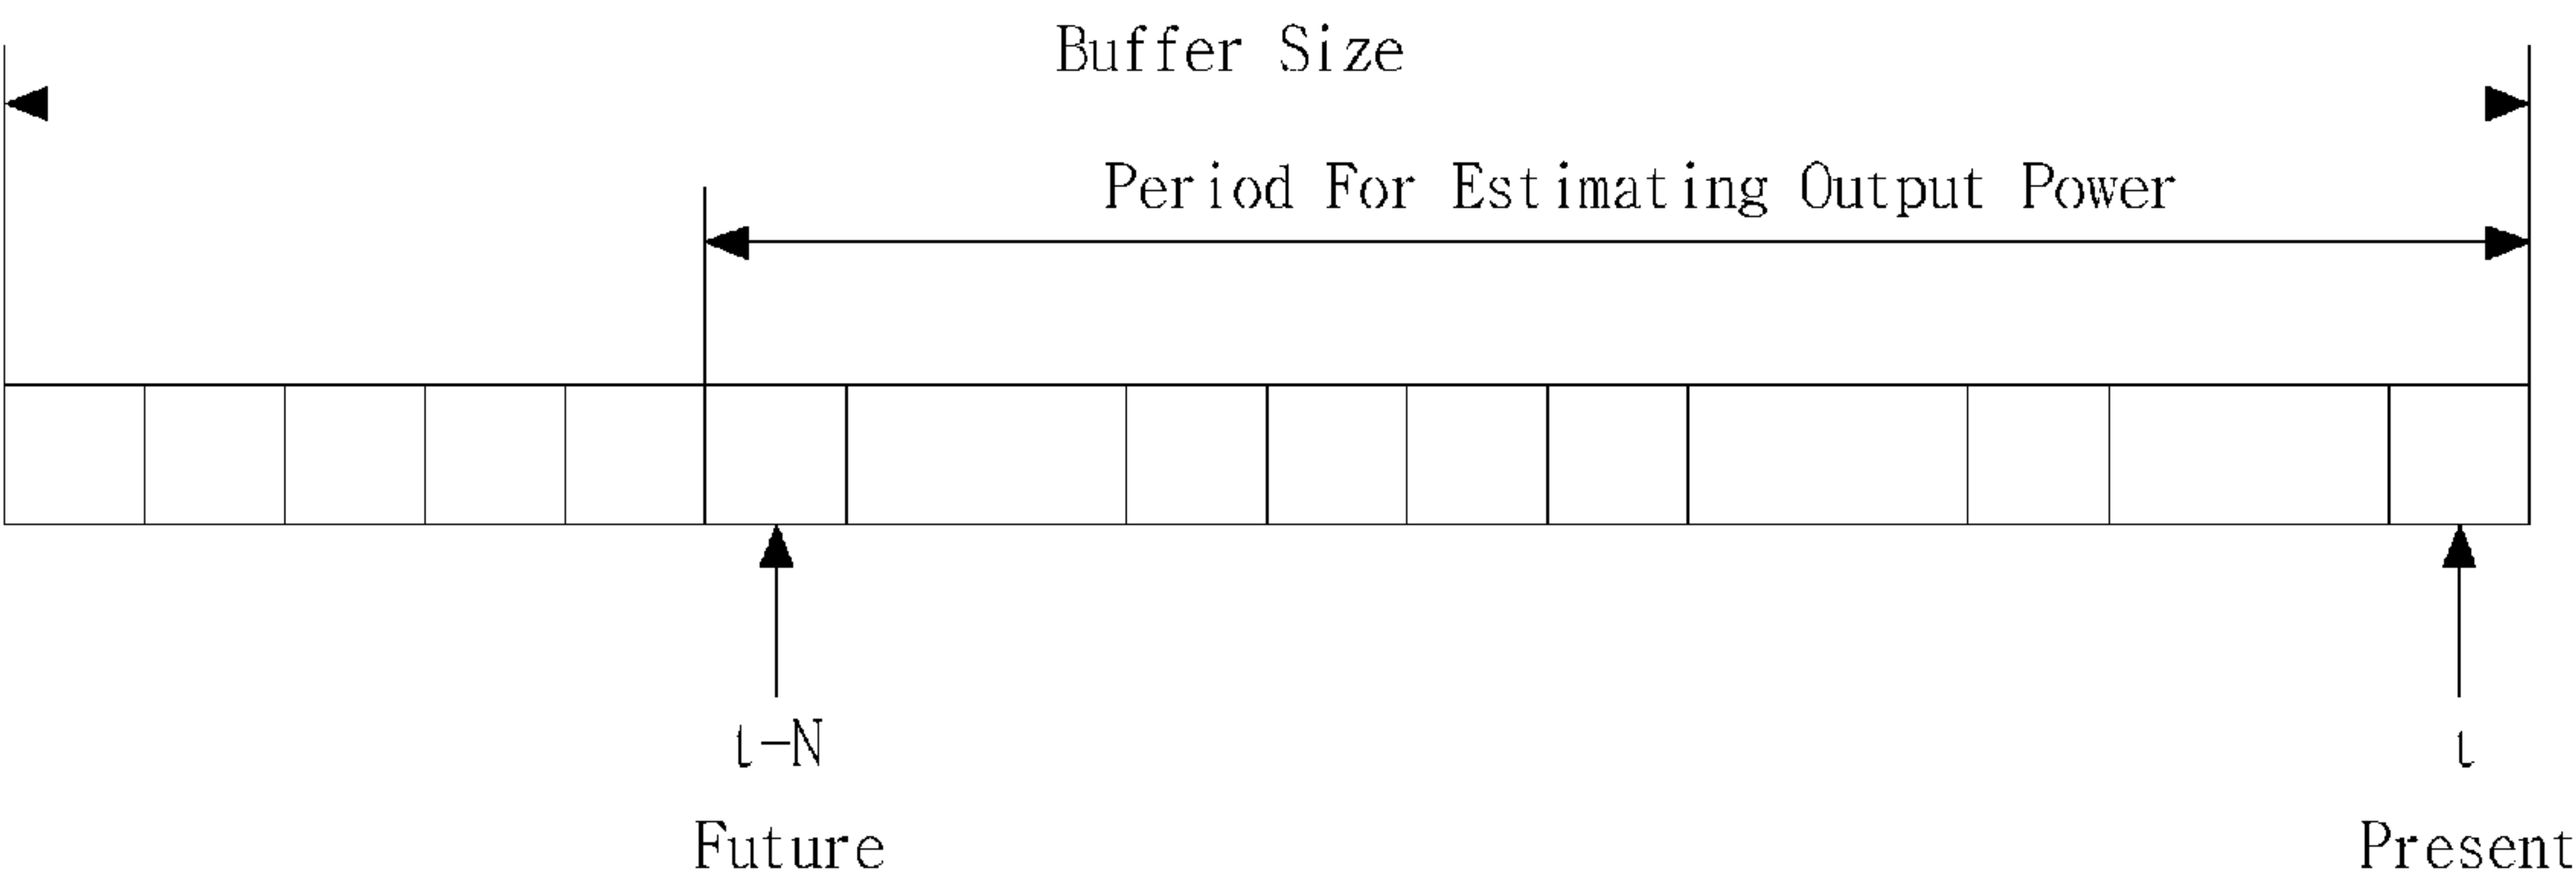 Buffer Size
Period For Estimating Output Power
t-N
t
Future
Present